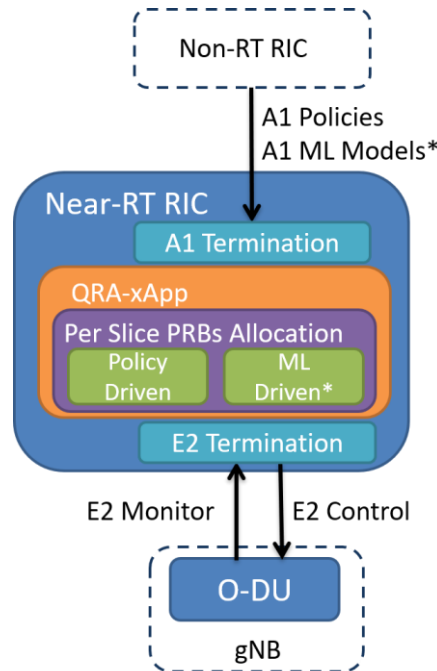 Non-RT RIC
A1 Policies
A1 ML Models*
Near-RT RIC
A1 Termination
QRA-xApp
Per Slice PRBs Allocation
Policy
Driven
ML
Driven*
E2 Termination
E2 Monitor
E2 Control
O-DU
gNB